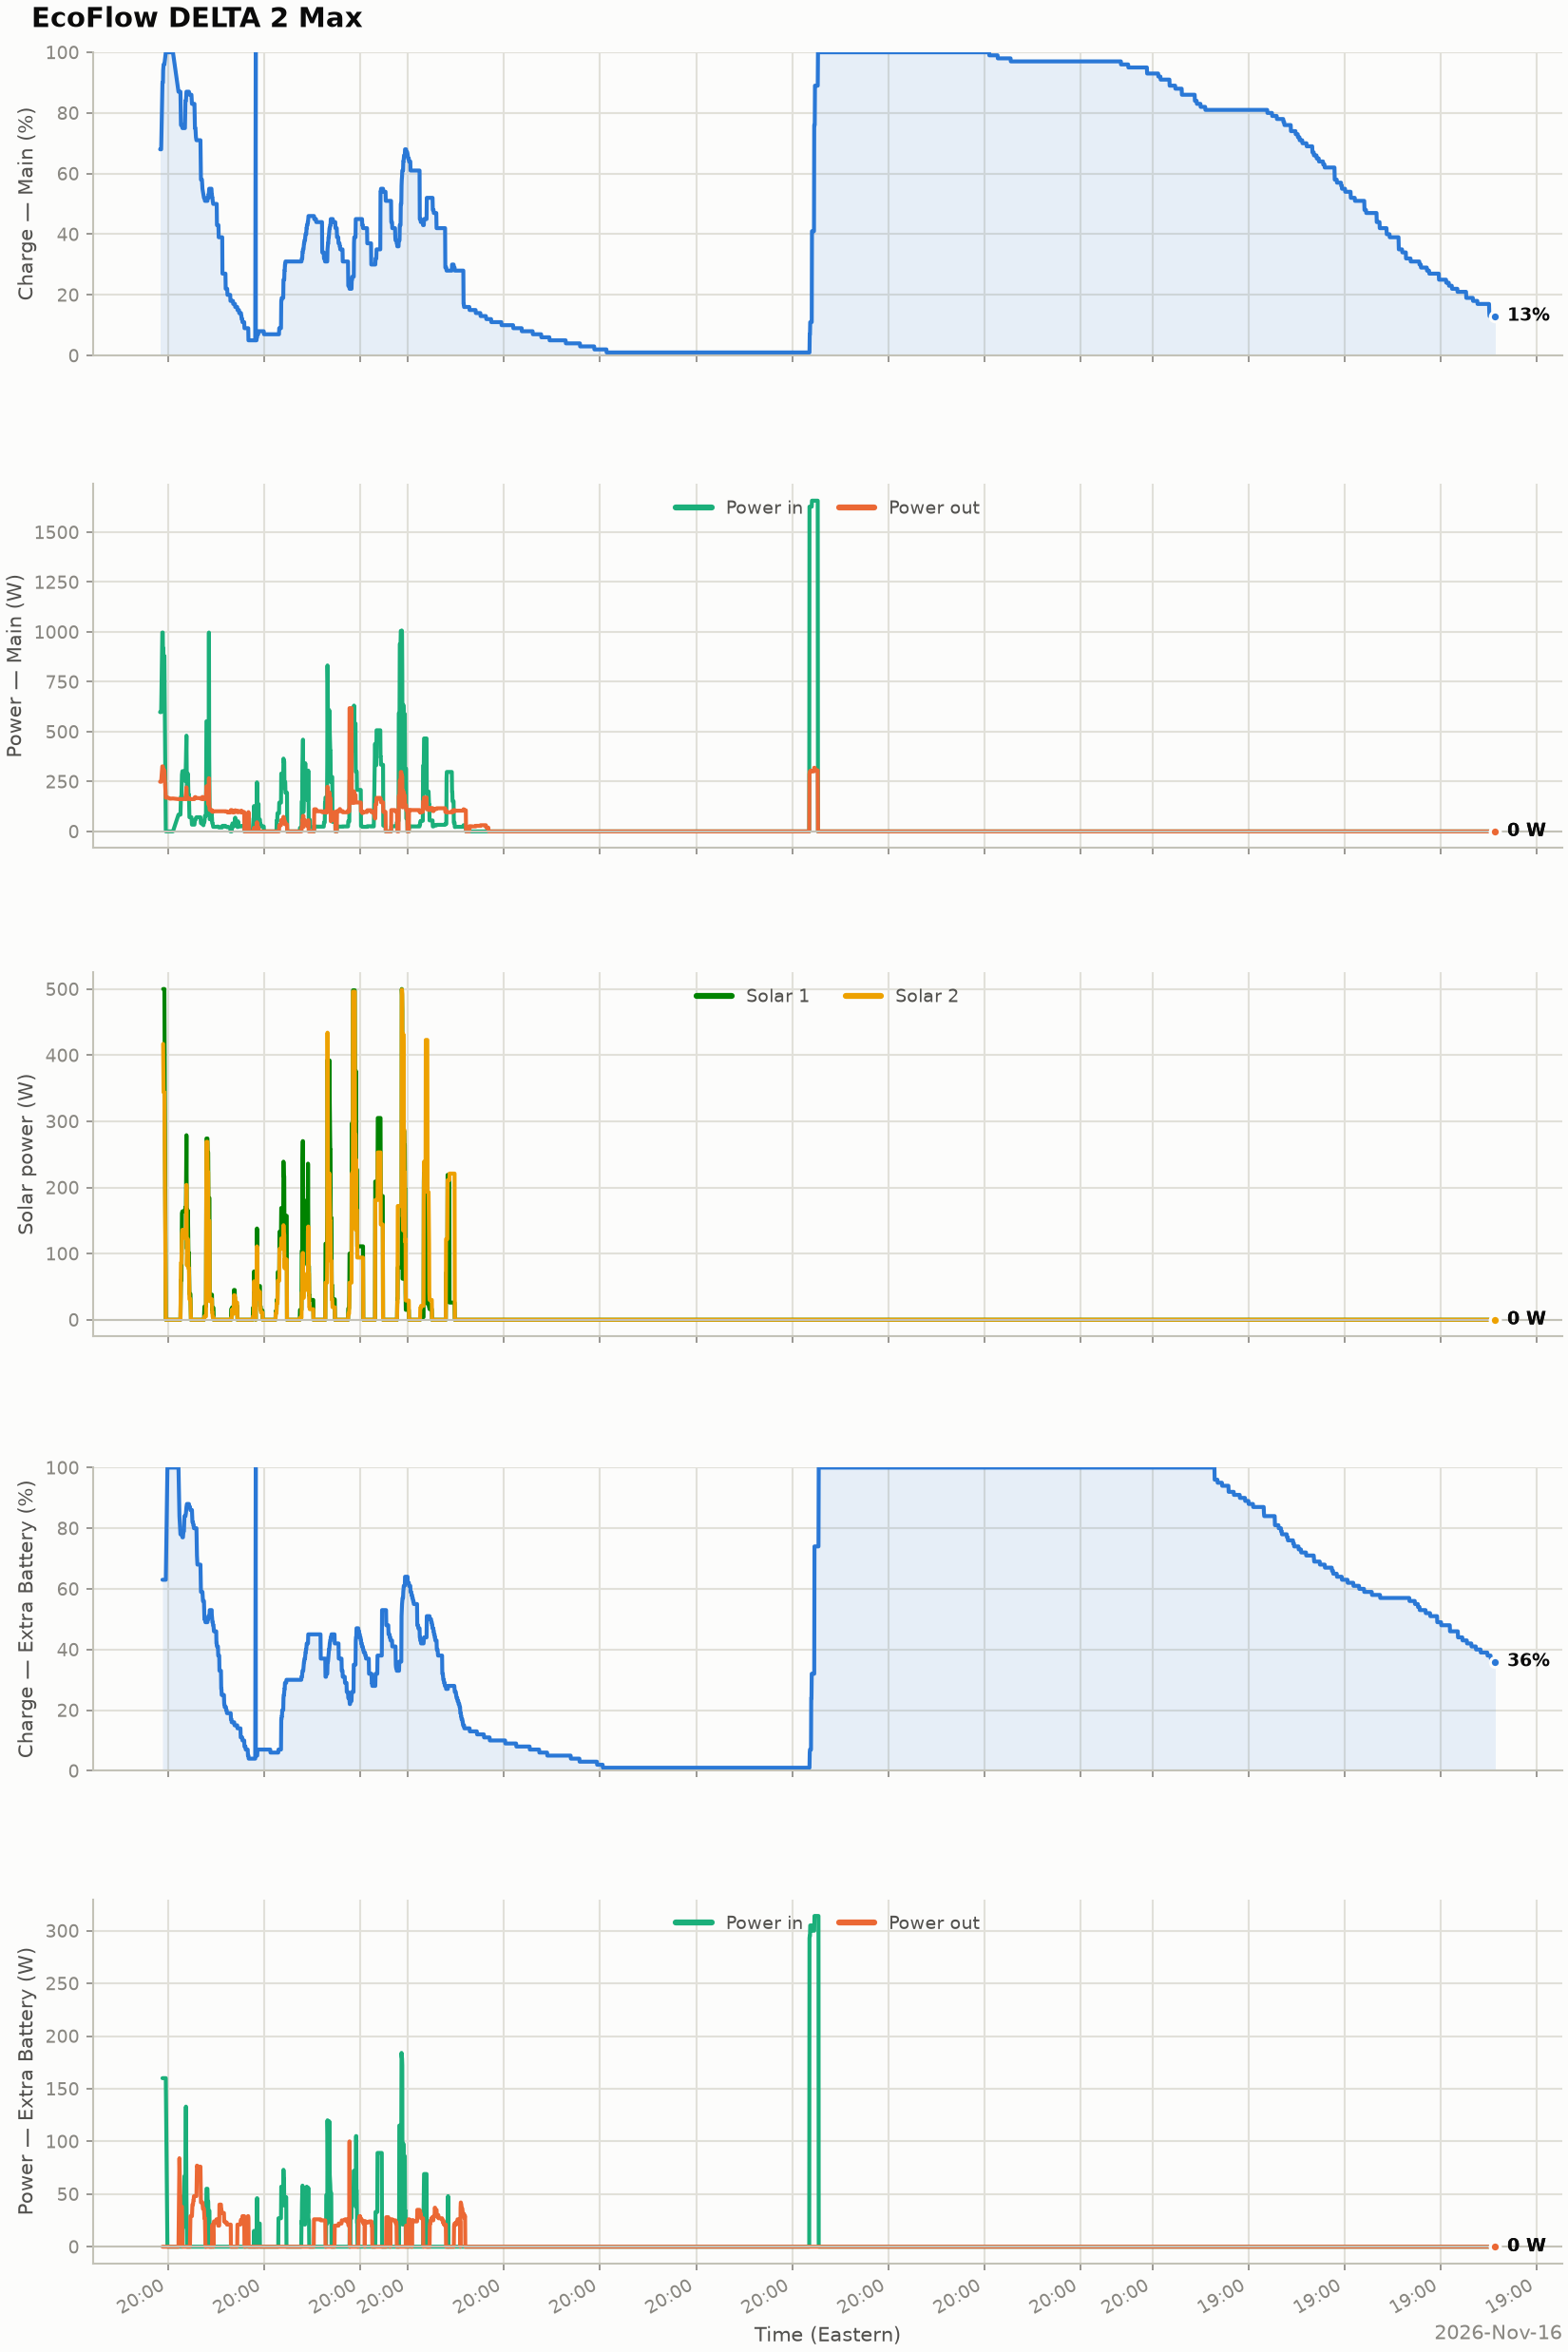 EcoFlow DELTA 2 Max
Charge — Main (%)
100
80
60
40
20
0
13%
Power — Main (W)
Power in
Power out
1500
1250
1000
750
500
250
0
0 W
Solar power (W)
Solar 1
Solar 2
500
400
300
200
100
0
0 W
Charge — Extra Battery (%)
100
80
60
40
20
0
36%
Power — Extra Battery (W)
Power in
Power out
300
250
200
150
100
50
0
0 W
20:00 20:00 20:00 20:00 20:00 20:00 20:00 20:00 20:00 20:00 20:00 20:00 19:00 19:00 19:00 19:00
Time (Eastern)
2026-Nov-16